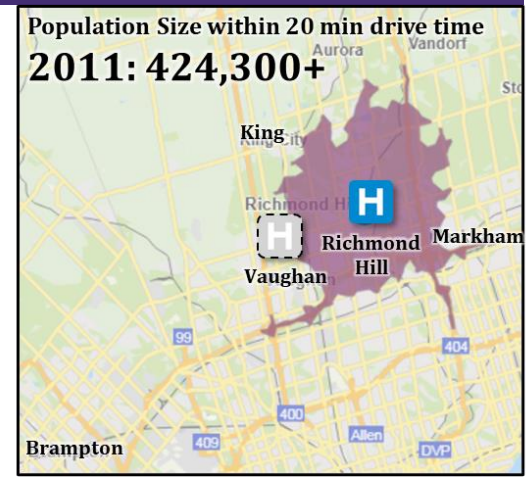 Population Size within 20 min drive time
2011: 424,300+
Aurora
Vandorf
King
King City
Richmond Hill
H
H
Richmond
Hill
Markham
Vaughan
99
404
400
Brampton
409
Allen
DVP